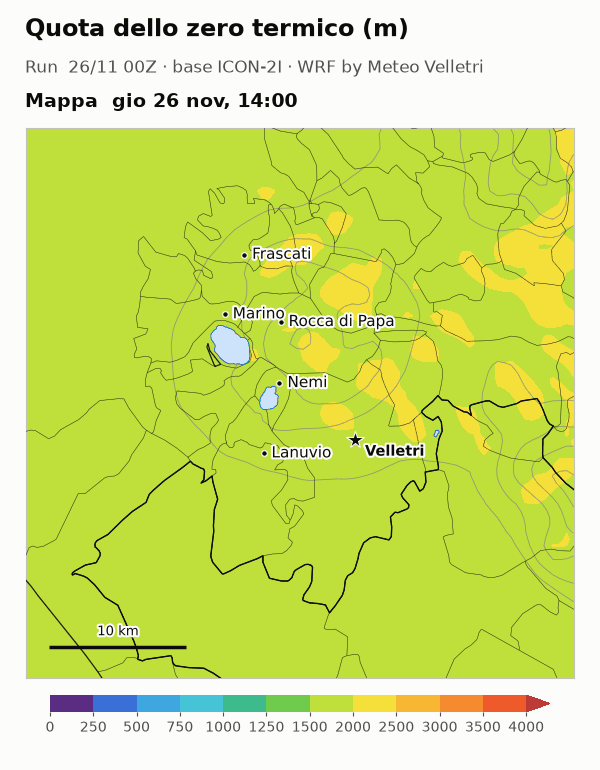 Quota dello zero termico (m)
Run 26/11 00Z · base ICON-2I · WRF by Meteo Velletri
Mappa gio 26 nov, 14:00
Frascati
Marino
Rocca di Papa
Nemi
Velletri
Lanuvio
10 km
0 250 500 750 1000 1250 1500 2000 2500 3000 3500 4000